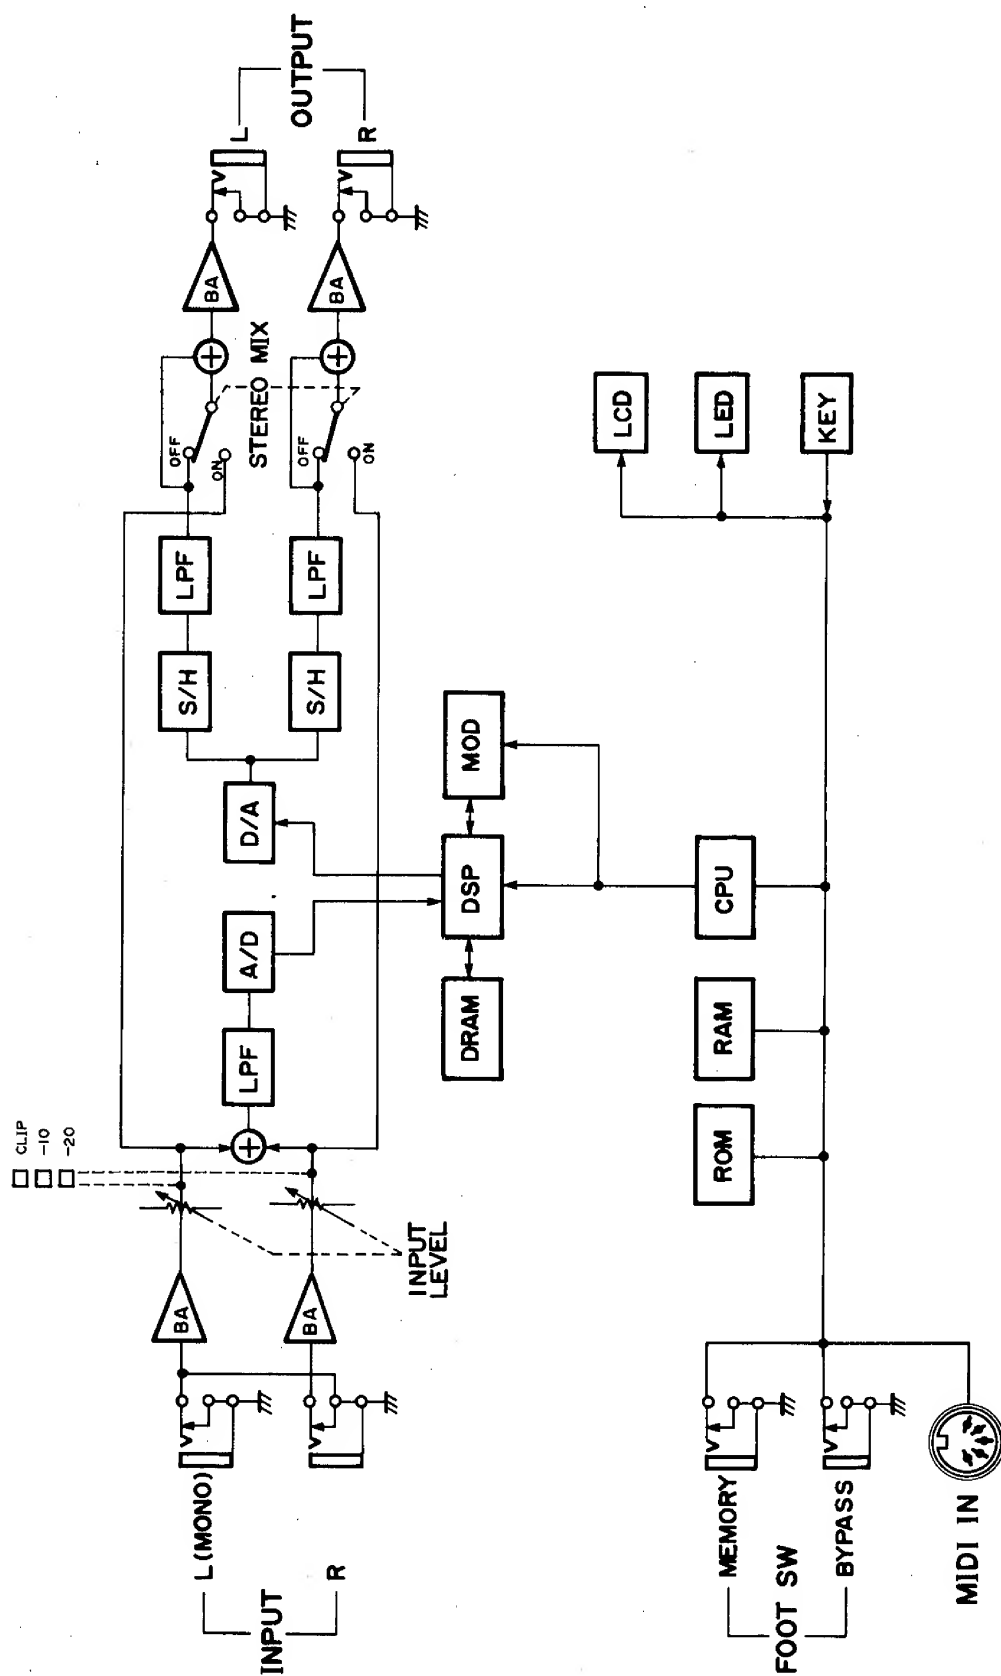 INPUT
L (MONO)
R
BA
BA
INPUT
LEVEL
CLIP
-10
-20
LPF
A/D
D/A
S/H
S/H
LPF
LPF
OFF
ON
OFF
ON
STEREO MIX
BA
BA
L
R
OUTPUT
DRAM
DSP
MOD
FOOT SW
MEMORY
BYPASS
MIDI IN
ROM
RAM
CPU
LCD
LED
KEY